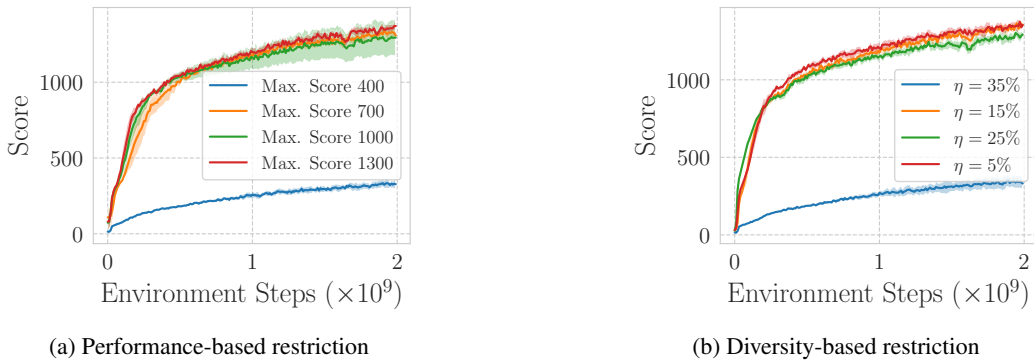 1000
500
0
Score
Max. Score 400
Max. Score 700
Max. Score 1000
Max. Score 1300
0
1
2
Environment Steps (×10⁹)
(a) Performance-based restriction
1000
500
0
Score
η = 35%
η = 15%
η = 25%
η = 5%
0
1
2
Environment Steps (×10⁹)
(b) Diversity-based restriction